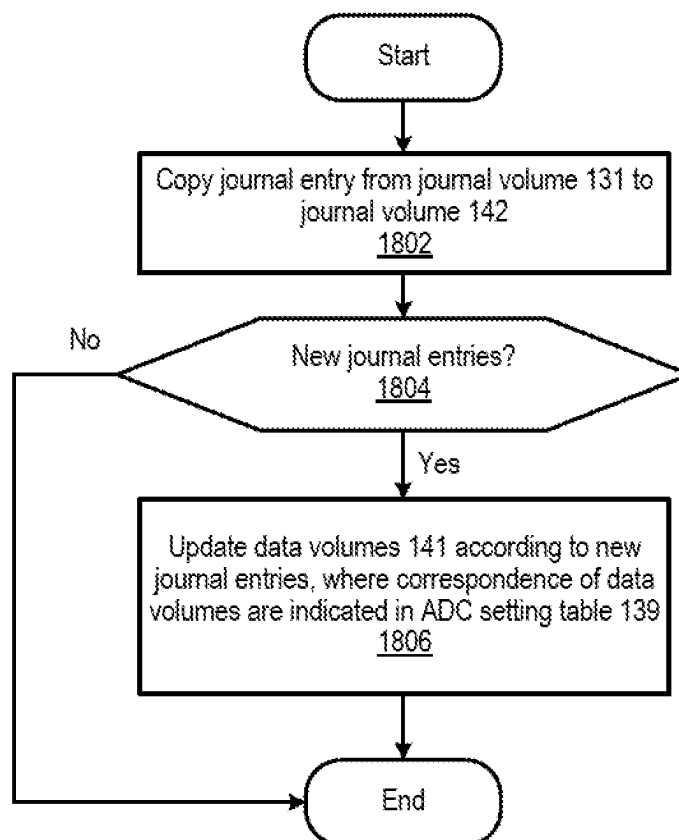 Start
Copy journal entry from journal volume 131 to
journal volume 142
1802
No
New journal entries?
1804
Yes
Update data volumes 141 according to new
journal entries, where correspondence of data
volumes are indicated in ADC setting table 139
1806
End